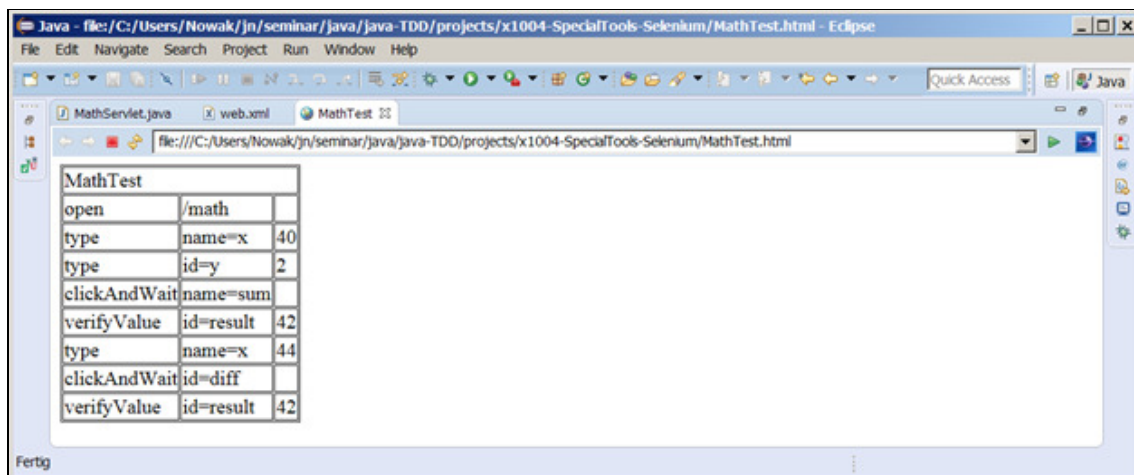 Java - file:/C:/Users/Nowak/jn/seminar/java/java-TDD/projects/x1004-SpecialTools-Selenium/MathTest.html - Eclipse
File Edit Navigate Search Project Run Window Help
Quick Access Java
MathServlet.java web.xml MathTest
file:///C:/Users/Nowak/jn/seminar/java/java-TDD/projects/x1004-SpecialTools-Selenium/MathTest.html
MathTest
open /math
type name=x 40
type id=y 2
clickAndWait name=sum
verifyValue id=result 42
type name=x 44
clickAndWait id=diff
verifyValue id=result 42
Fertig